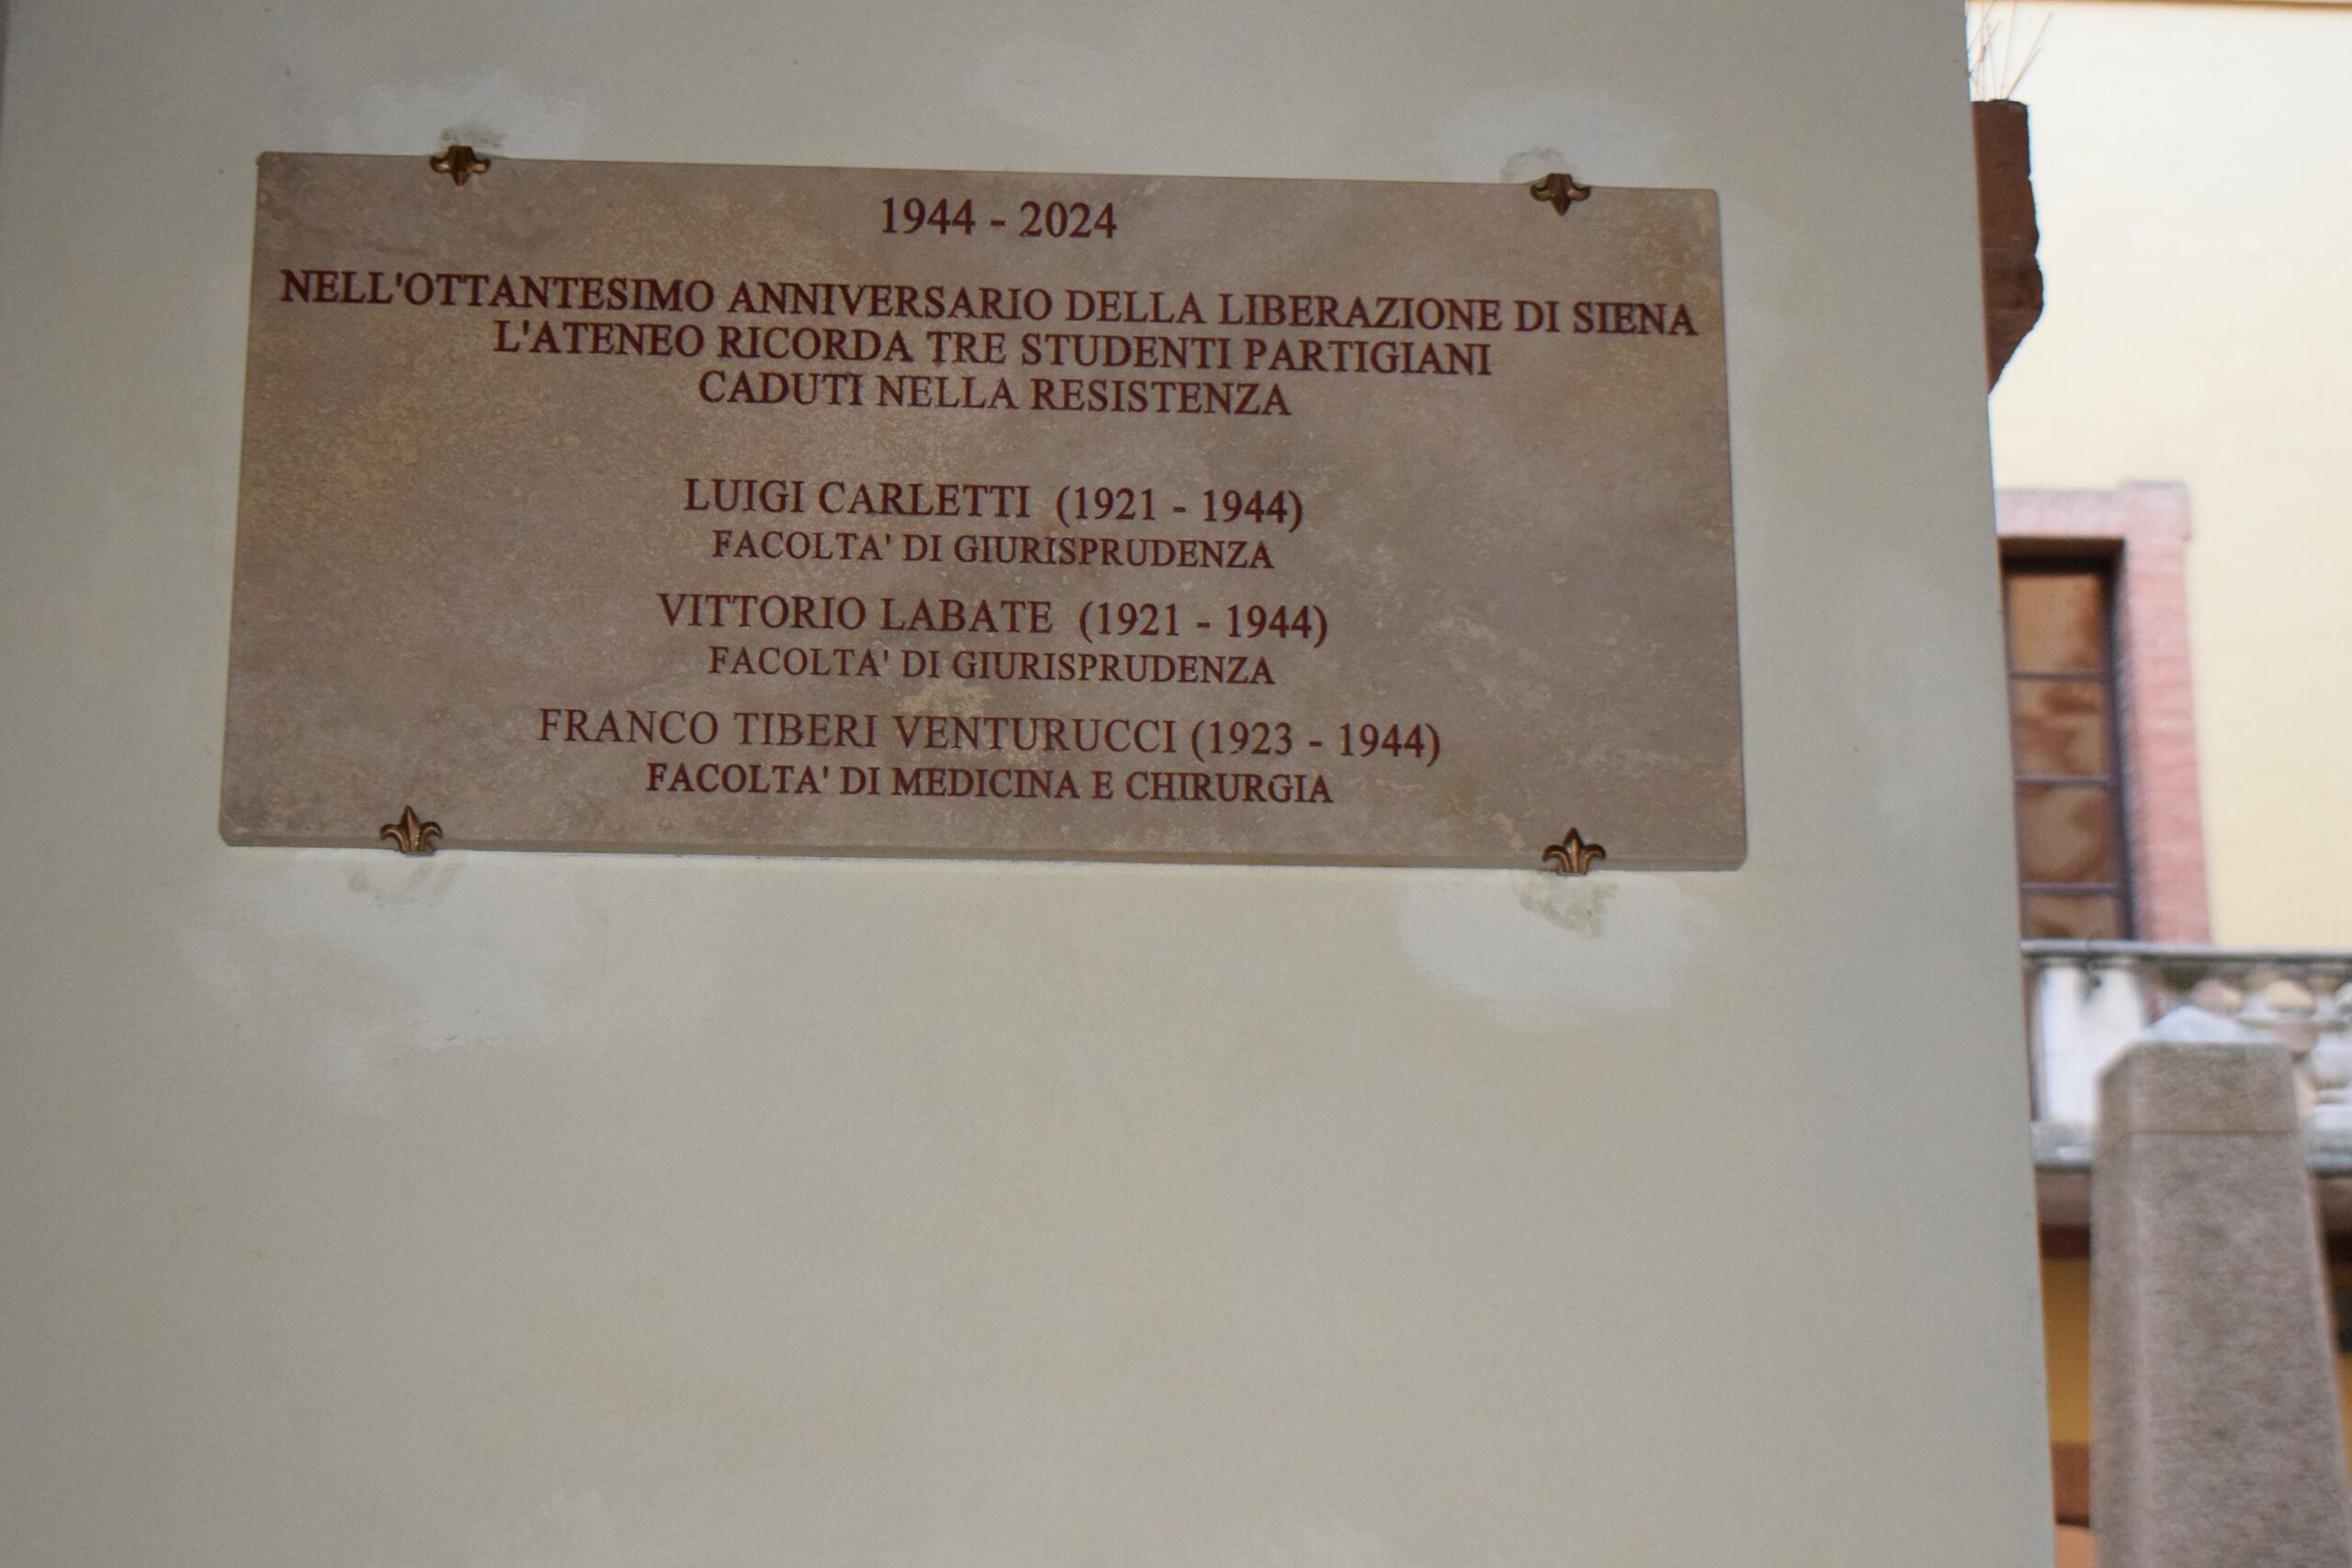 1944 - 2024
NELL'OTTANTESIMO ANNIVERSARIO DELLA LIBERAZIONE DI SIENA
L'ATENEO RICORDA TRE STUDENTI PARTIGIANI
CADUTI NELLA RESISTENZA
LUIGI CARLETTI (1921 - 1944)
FACOLTA' DI GIURISPRUDENZA
VITTORIO LABATE (1921 - 1944)
FACOLTA' DI GIURISPRUDENZA
FRANCO TIBERI VENTURUCCI (1923 - 1944)
FACOLTA' DI MEDICINA E CHIRURGIA